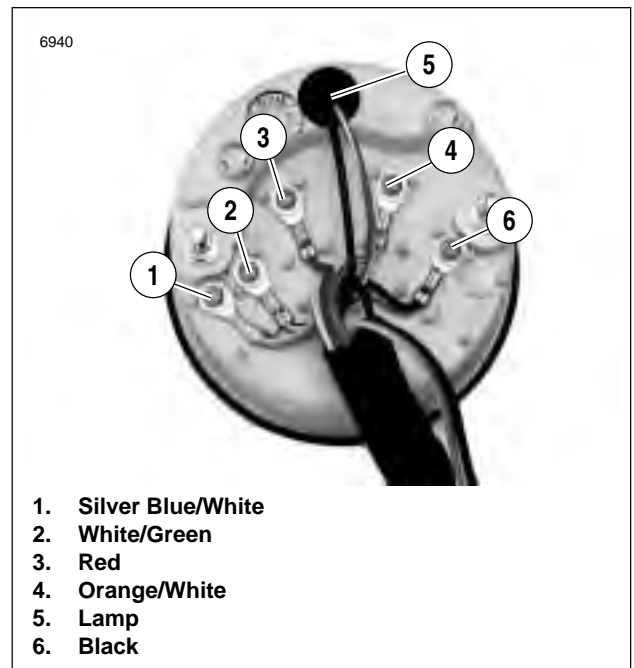 6940
5
3
4
2
6
1
1. Silver Blue/White
2. White/Green
3. Red
4. Orange/White
5. Lamp
6. Black